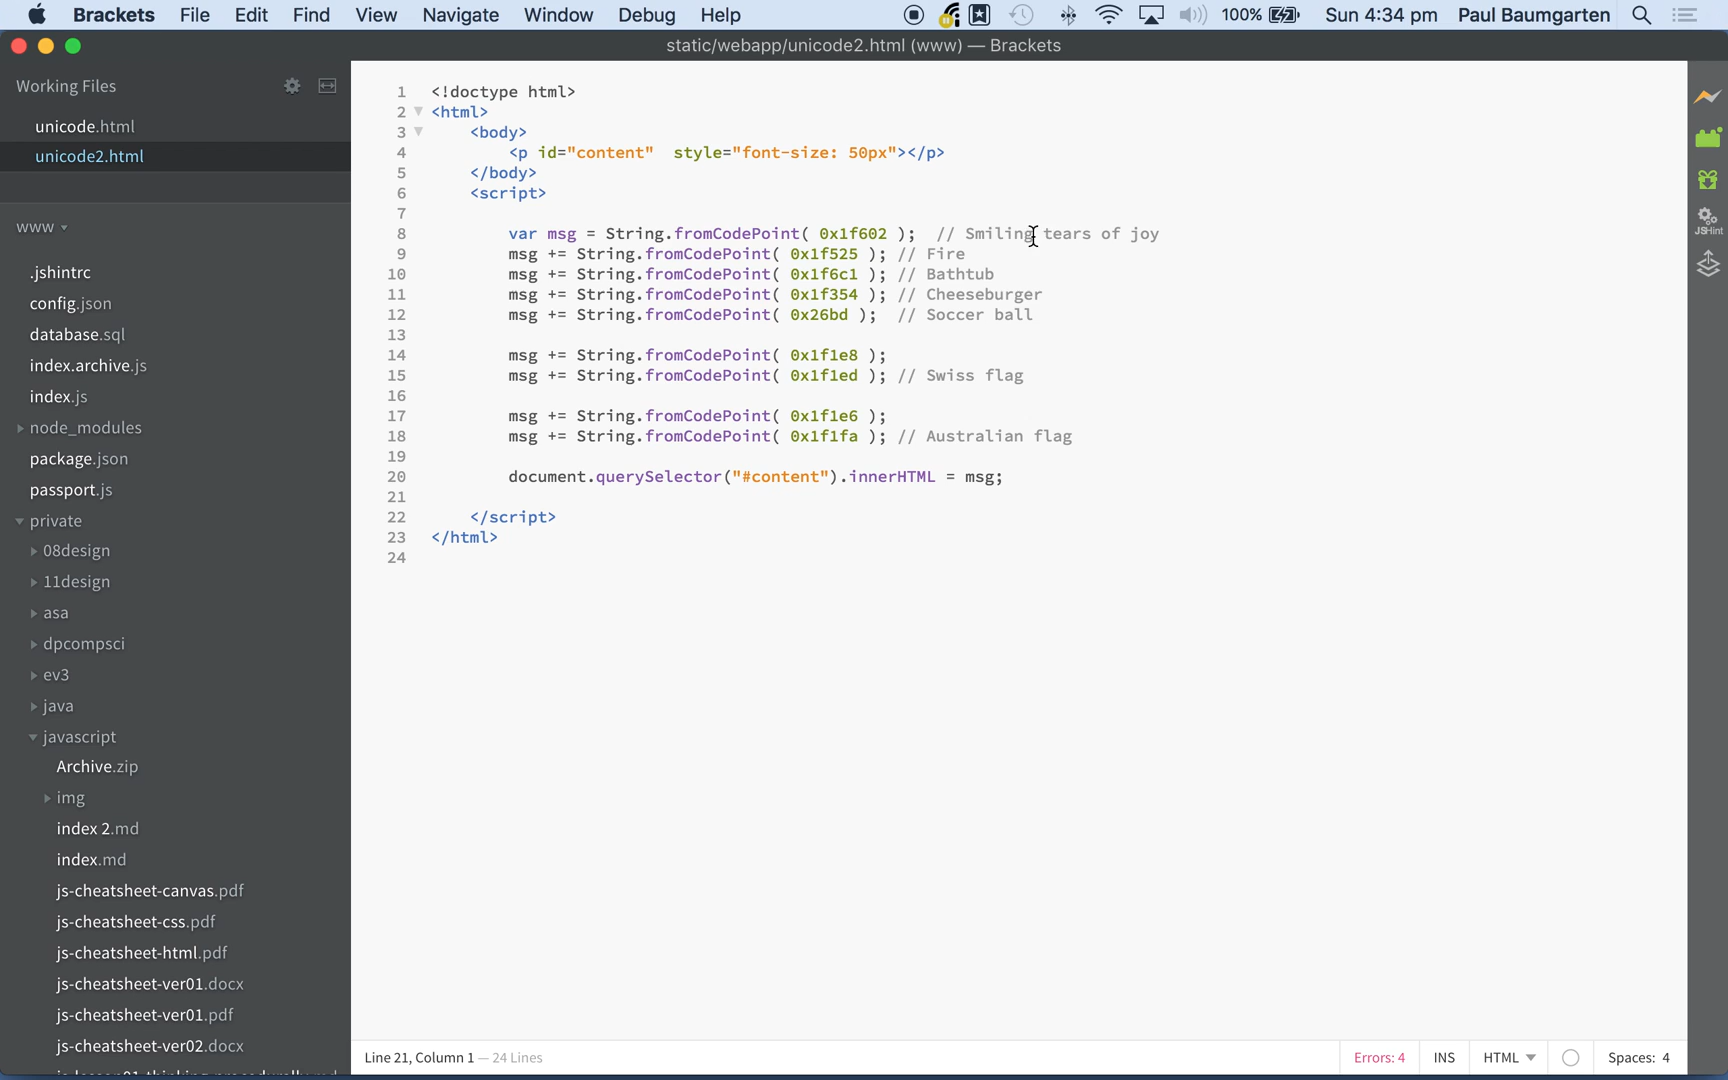 Brackets File Edit Find View Navigate Window Debug Help 100% Sun 4:34 pm Paul Baumgarten
static/webapp/unicode2.html (www) — Brackets
Working Files
unicode.html
unicode2.html
www
.jshintrc
config.json
database.sql
index.archive.js
index.js
node_modules
package.json
passport.js
private
08design
11design
asa
dpcompsci
ev3
java
javascript
Archive.zip
img
index 2.md
index.md
js-cheatsheet-canvas.pdf
js-cheatsheet-css.pdf
js-cheatsheet-html.pdf
js-cheatsheet-ver01.docx
js-cheatsheet-ver01.pdf
js-cheatsheet-ver02.docx
1 <!doctype html>
2 <html>
3 <body>
4 <p id="content"  style="font-size: 50px"></p>
5 </body>
6 <script>
7
8 var msg = String.fromCodePoint( 0x1f602 );  // Smiling tears of joy
9 msg += String.fromCodePoint( 0x1f525 ); // Fire
10 msg += String.fromCodePoint( 0x1f6c1 ); // Bathtub
11 msg += String.fromCodePoint( 0x1f354 ); // Cheeseburger
12 msg += String.fromCodePoint( 0x26bd );  // Soccer ball
13
14 msg += String.fromCodePoint( 0x1f1e8 );
15 msg += String.fromCodePoint( 0x1f1ed ); // Swiss flag
16
17 msg += String.fromCodePoint( 0x1f1e6 );
18 msg += String.fromCodePoint( 0x1f1fa ); // Australian flag
19
20 document.querySelector("#content").innerHTML = msg;
21
22 </script>
23 </html>
24
JSHint
Line 21, Column 1 — 24 Lines
Errors: 4 INS HTML Spaces: 4